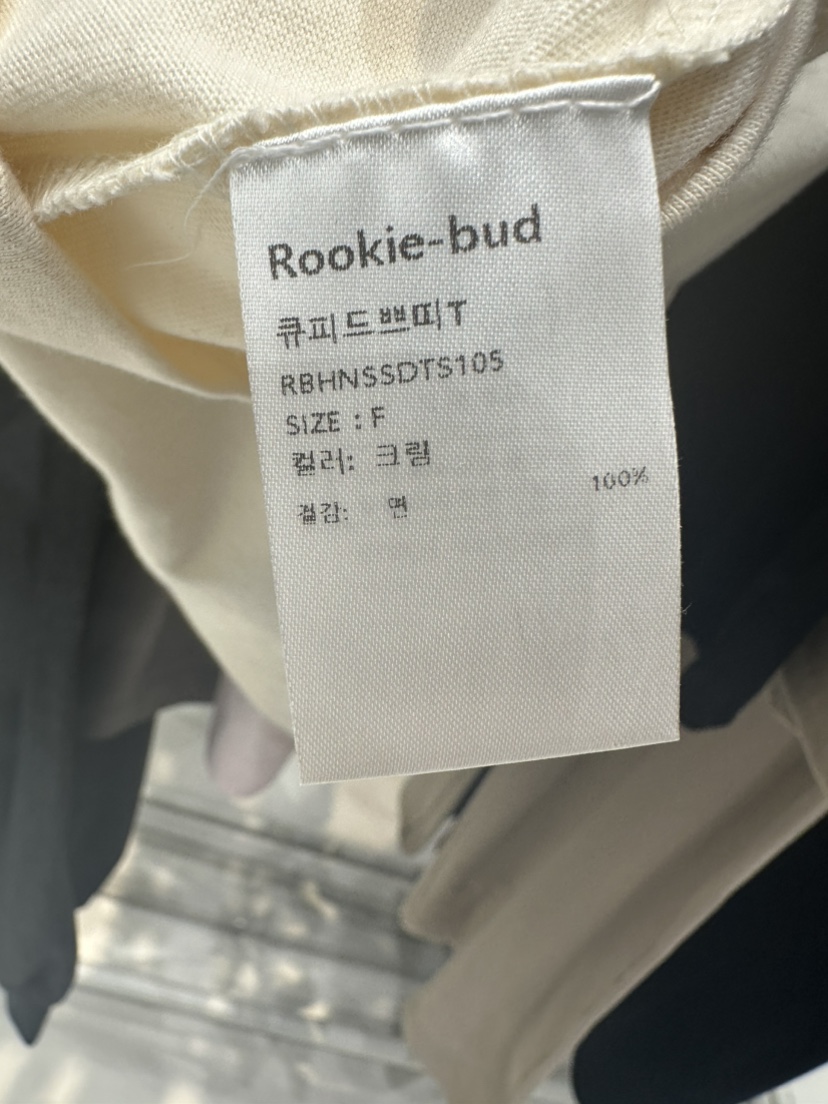 Rookie-bud
큐피드쁘띠T
RBHNSSDTS105
SIZE : F
컬러: 크림
겉감: 면 100%